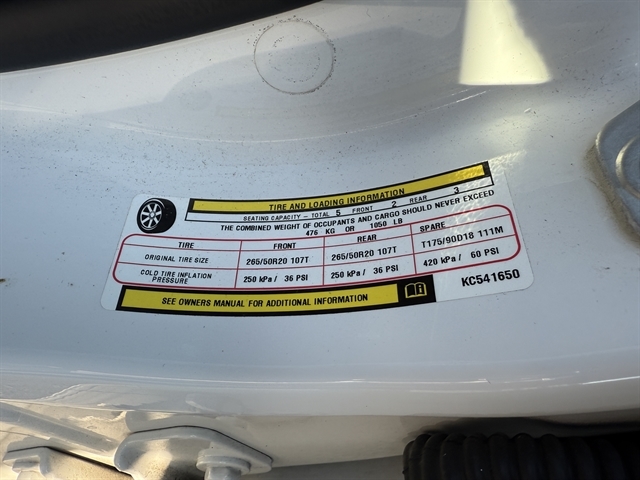 TIRE AND LOADING INFORMATION
SEATING CAPACITY - TOTAL 5 FRONT 2 REAR 3
THE COMBINED WEIGHT OF OCCUPANTS AND CARGO SHOULD NEVER EXCEED
476 KG OR 1050 LB
TIRE FRONT REAR SPARE
ORIGINAL TIRE SIZE 265/50R20 107T 265/50R20 107T T175/90D18 111M
COLD TIRE INFLATION PRESSURE 250 kPa / 36 PSI 250 kPa / 36 PSI 420 kPa / 60 PSI
SEE OWNERS MANUAL FOR ADDITIONAL INFORMATION
KC541650